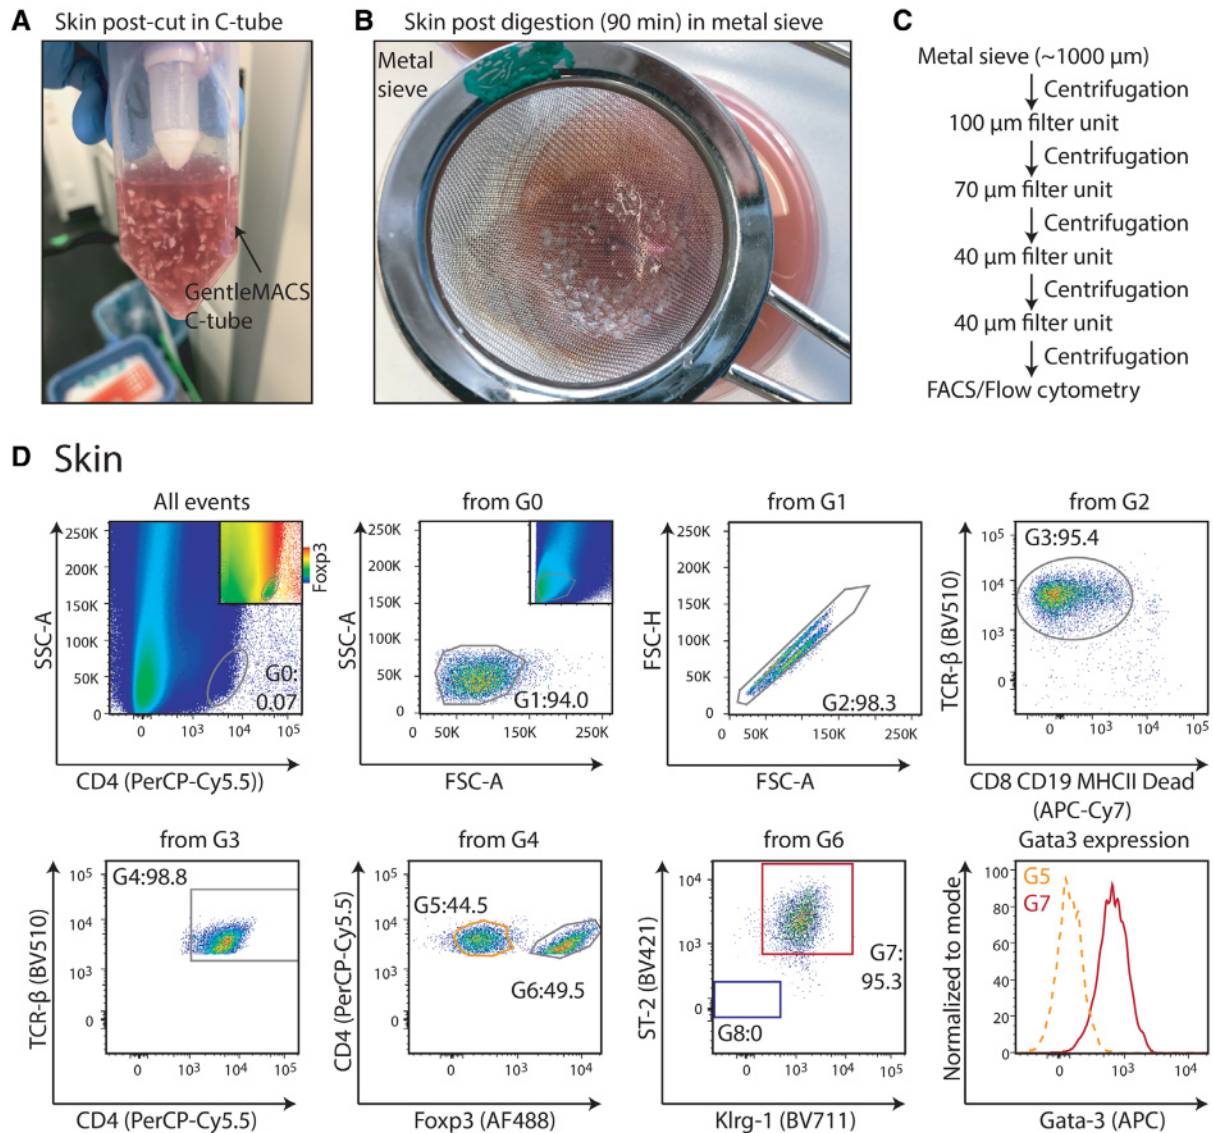 A Skin post-cut in C-tube
GentleMACS
C-tube
B Skin post digestion (90 min) in metal sieve
Metal
sieve
C
Metal sieve (~1000 µm)
Centrifugation
100 µm filter unit
Centrifugation
70 µm filter unit
Centrifugation
40 µm filter unit
Centrifugation
40 µm filter unit
Centrifugation
FACS/Flow cytometry
D Skin
All events
SSC-A
250K
200K
150K
100K
50K
0
Foxp3
G0:
0.07
0 10³ 10⁴ 10⁵
CD4 (PerCP-Cy5.5))
from G0
SSC-A
250K
200K
150K
100K
50K
0
G1:94.0
0 50K 150K 250K
FSC-A
from G1
FSC-H
250K
200K
150K
100K
50K
0
G2:98.3
0 50K 150K 250K
FSC-A
from G2
TCR-β (BV510)
10⁵
10⁴
10³
0
G3:95.4
0 10³ 10⁴ 10⁵
CD8 CD19 MHCII Dead
(APC-Cy7)
from G3
TCR-β (BV510)
10⁵
10⁴
10³
0
G4:98.8
0 10³ 10⁴ 10⁵
CD4 (PerCP-Cy5.5)
from G4
CD4 (PerCP-Cy5.5)
10⁵
10⁴
10³
0
G5:44.5
G6:49.5
0 10³ 10⁴
Foxp3 (AF488)
from G6
ST-2 (BV421)
10⁴
10³
0
G7:
95.3
G8:0
0 10³ 10⁴ 10⁵
Klrg-1 (BV711)
Gata3 expression
Normalized to mode
100
80
60
40
20
0
G5
G7
0 10³ 10⁴
Gata-3 (APC)